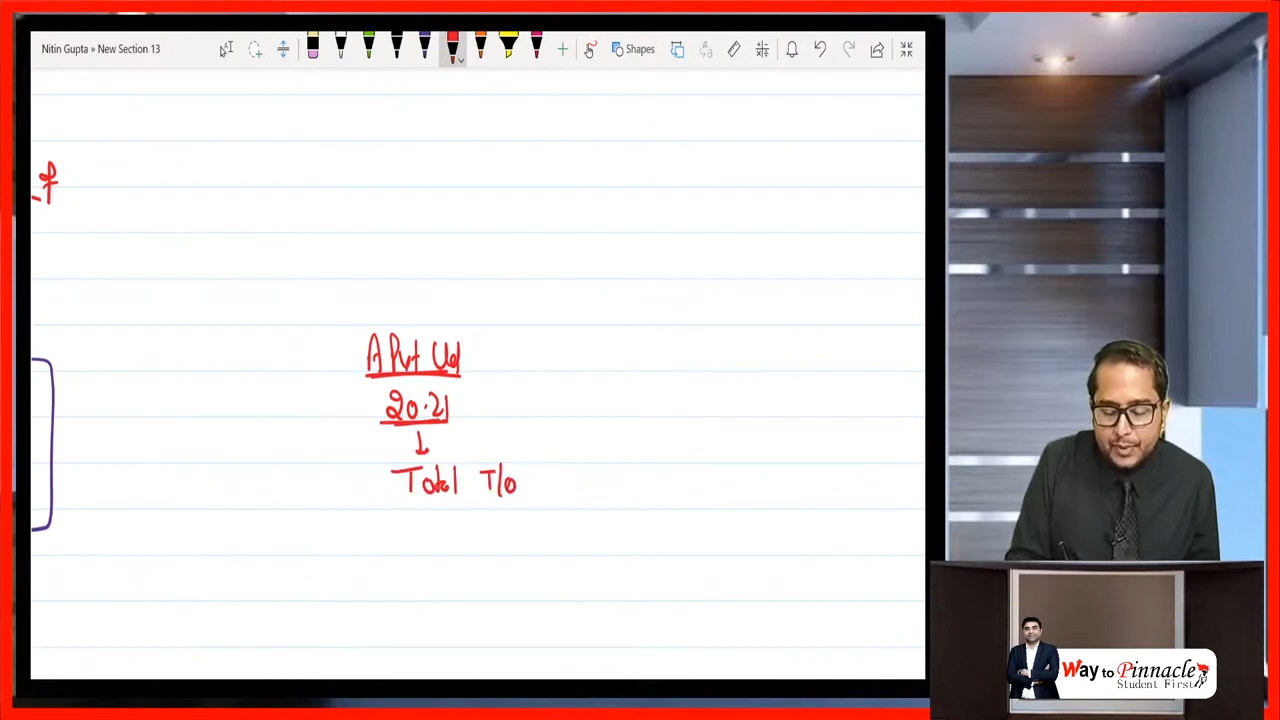 Nitin Gupta » New Section 13
Shapes
A Pvt Ltd
20-21
Total T/O
Way to Pinnacle
Student First